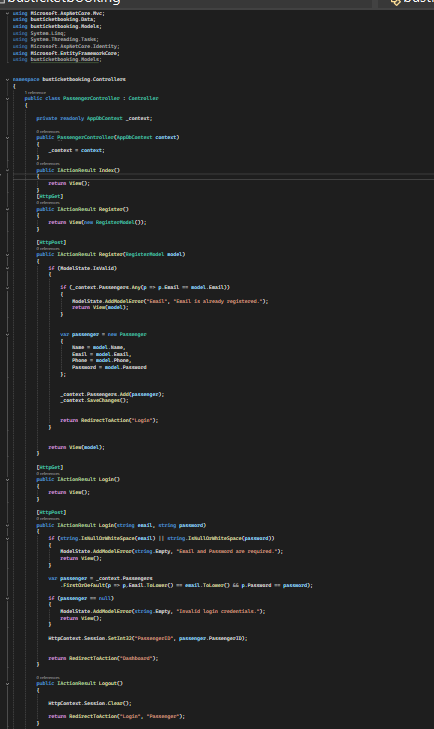 busticketbooking
using Microsoft.AspNetCore.Mvc;
using busticketbooking.Data;
using busticketbooking.Models;
using System.Linq;
using System.Threading.Tasks;
using Microsoft.AspNetCore.Identity;
using Microsoft.EntityFrameworkCore;
using busticketbooking.Models;
namespace busticketbooking.Controllers
{
1 reference
public class PassengerController : Controller
{
private readonly AppDbContext _context;
0 references
public PassengerController(AppDbContext context)
{
_context = context;
}
0 references
public IActionResult Index()
{
return View();
}
[HttpGet]
0 references
public IActionResult Register()
{
return View(new RegisterModel());
}
[HttpPost]
0 references
public IActionResult Register(RegisterModel model)
{
if (ModelState.IsValid)
{
if (_context.Passengers.Any(p => p.Email == model.Email))
{
ModelState.AddModelError("Email", "Email is already registered.");
return View(model);
}
var passenger = new Passenger
{
Name = model.Name,
Email = model.Email,
Phone = model.Phone,
Password = model.Password
};
_context.Passengers.Add(passenger);
_context.SaveChanges();
return RedirectToAction("Login");
}
return View(model);
}
[HttpGet]
0 references
public IActionResult Login()
{
return View();
}
[HttpPost]
0 references
public IActionResult Login(string email, string password)
{
if (string.IsNullOrWhiteSpace(email) || string.IsNullOrWhiteSpace(password))
{
ModelState.AddModelError(string.Empty, "Email and Password are required.");
return View();
}
var passenger = _context.Passengers
.FirstOrDefault(p => p.Email.ToLower() == email.ToLower() && p.Password == password);
if (passenger == null)
{
ModelState.AddModelError(string.Empty, "Invalid login credentials.");
return View();
}
HttpContext.Session.SetInt32("PassengerID", passenger.PassengerID);
return RedirectToAction("Dashboard");
}
0 references
public IActionResult Logout()
{
HttpContext.Session.Clear();
return RedirectToAction("Login", "Passenger");
}